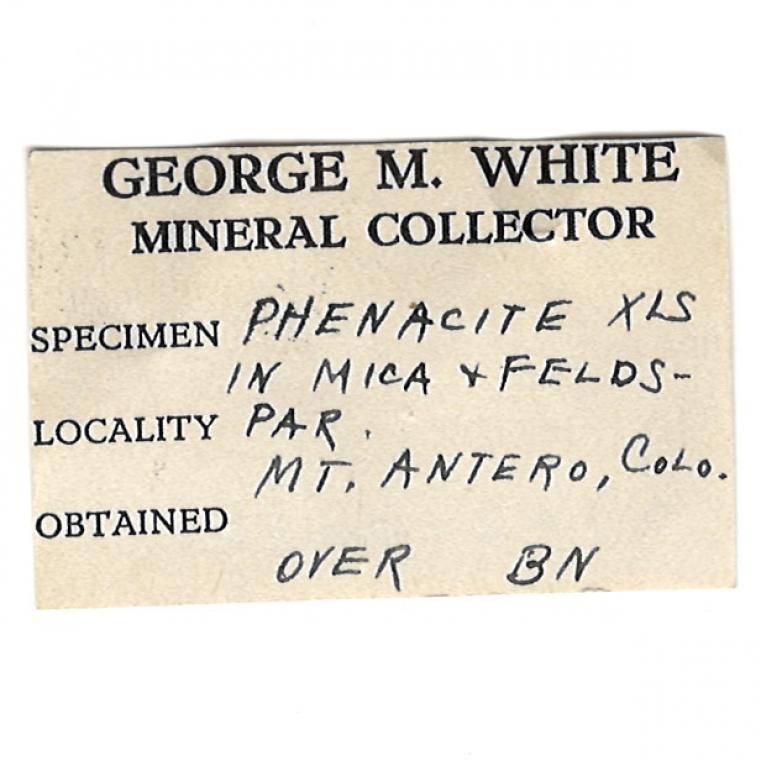 GEORGE M. WHITE
MINERAL COLLECTOR
SPECIMEN PHENACITE XLS
IN MICA + FELDS-
LOCALITY PAR.
MT. ANTERO, COLO.
OBTAINED
OVER BN